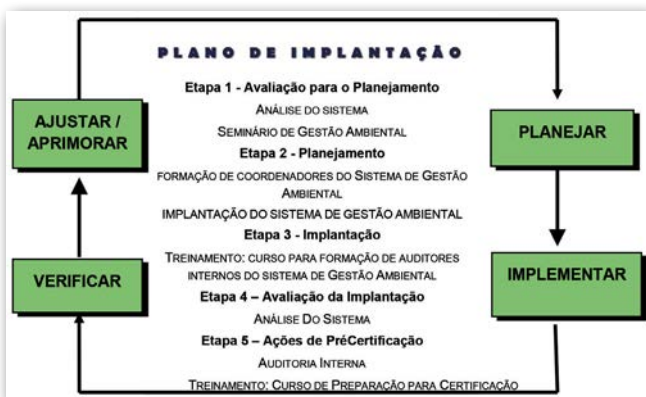 PLANO DE IMPLANTAÇÃO
Etapa 1 - Avaliação para o Planejamento
ANÁLISE DO SISTEMA
SEMINÁRIO DE GESTÃO AMBIENTAL
Etapa 2 - Planejamento
FORMAÇÃO DE COORDENADORES DO SISTEMA DE GESTÃO
AMBIENTAL
IMPLANTAÇÃO DO SISTEMA DE GESTÃO AMBIENTAL
Etapa 3 - Implantação
TREINAMENTO: CURSO PARA FORMAÇÃO DE AUDITORES
INTERNOS DO SISTEMA DE GESTÃO AMBIENTAL
Etapa 4 – Avaliação da Implantação
ANÁLISE DO SISTEMA
Etapa 5 – Ações de PréCertificação
AUDITORIA INTERNA
TREINAMENTO: CURSO DE PREPARAÇÃO PARA CERTIFICAÇÃO
AJUSTAR /
APRIMORAR
PLANEJAR
VERIFICAR
IMPLEMENTAR